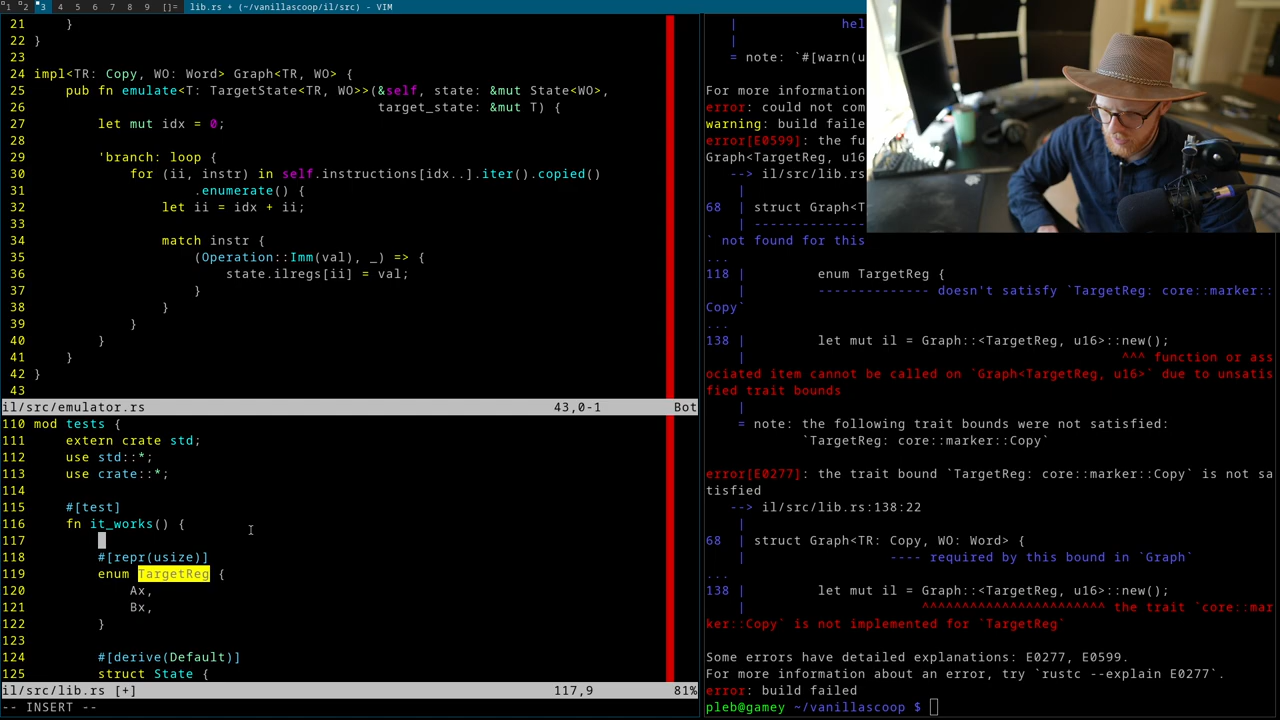 1 2 3 4 5 6 7 8 9 []= lib.rs + (~/vanillascoop/il/src) - VIM
21     }
22 }
23
24 impl<TR: Copy, WO: Word> Graph<TR, WO> {
25     pub fn emulate<T: TargetState<TR, WO>>(&self, state: &mut State<WO>,
26                                            target_state: &mut T) {
27         let mut idx = 0;
28
29         'branch: loop {
30             for (ii, instr) in self.instructions[idx..].iter().copied()
31                     .enumerate() {
32                 let ii = idx + ii;
33
34                 match instr {
35                     (Operation::Imm(val), _) => {
36                         state.ilregs[ii] = val;
37                     }
38                 }
39             }
40         }
41     }
42 }
43
il/src/emulator.rs 43,0-1 Bot
110 mod tests {
111     extern crate std;
112     use std::*;
113     use crate::*;
114
115     #[test]
116     fn it_works() {
117
118         #[repr(usize)]
119         enum TargetReg {
120             Ax,
121             Bx,
122         }
123
124         #[derive(Default)]
125         struct State {
il/src/lib.rs [+] 117,9 81%
-- INSERT --
    |             hel
    |
    = note: `#[warn(u
For more information
error: could not com
warning: build faile
error[E0599]: the fu
Graph<TargetReg, u16
   --> il/src/lib.rs
    |
68  | struct Graph<T
    | -------------
` not found for this
...
118 |         enum TargetReg {
    |         -------------- doesn't satisfy `TargetReg: core::marker::
Copy`
...
138 |         let mut il = Graph::<TargetReg, u16>::new();
    |                                               ^^^ function or ass
ociated item cannot be called on `Graph<TargetReg, u16>` due to unsatis
fied trait bounds
    |
    = note: the following trait bounds were not satisfied:
            `TargetReg: core::marker::Copy`
error[E0277]: the trait bound `TargetReg: core::marker::Copy` is not sa
tisfied
   --> il/src/lib.rs:138:22
    |
68  | struct Graph<TR: Copy, WO: Word> {
    |                  ---- required by this bound in `Graph`
...
138 |         let mut il = Graph::<TargetReg, u16>::new();
    |                      ^^^^^^^^^^^^^^^^^^^^^^ the trait `core::mar
ker::Copy` is not implemented for `TargetReg`
Some errors have detailed explanations: E0277, E0599.
For more information about an error, try `rustc --explain E0277`.
error: build failed
pleb@gamey ~/vanillascoop $